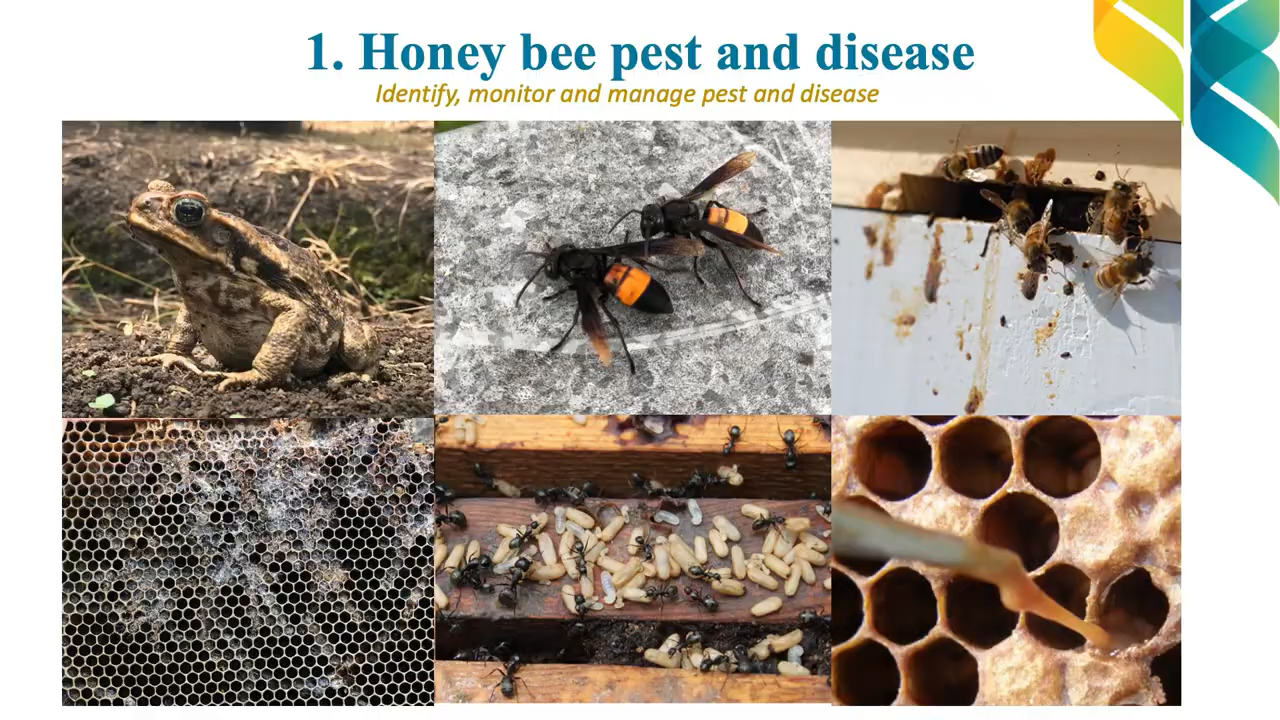 1. Honey bee pest and disease
Identify, monitor and manage pest and disease